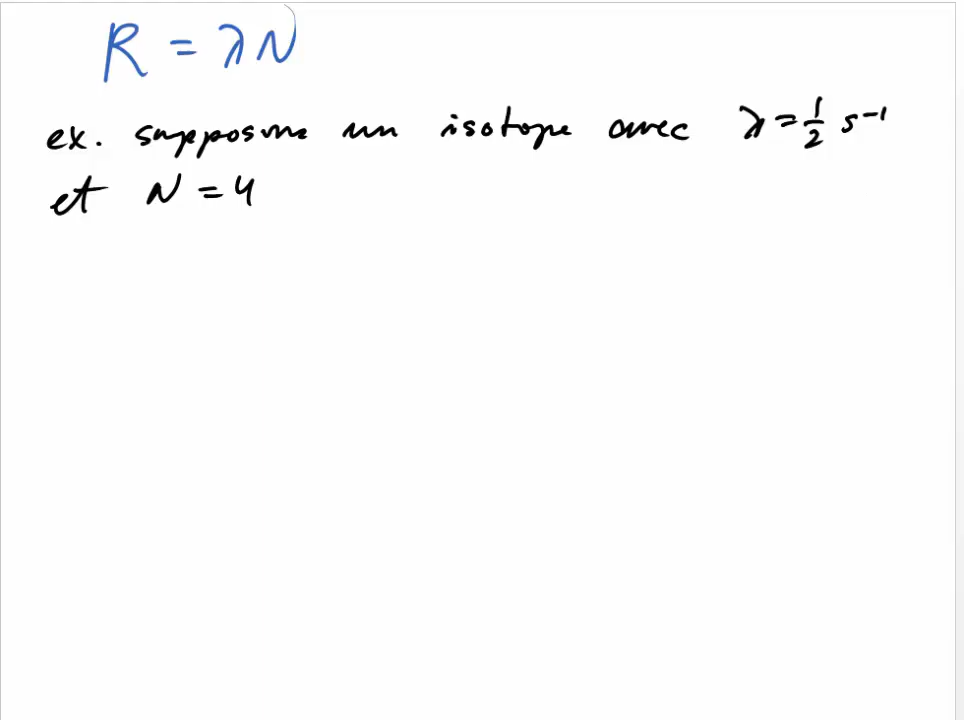 R = λN
ex. supposons un isotope avec λ = 1/2 s⁻¹
et N = 4